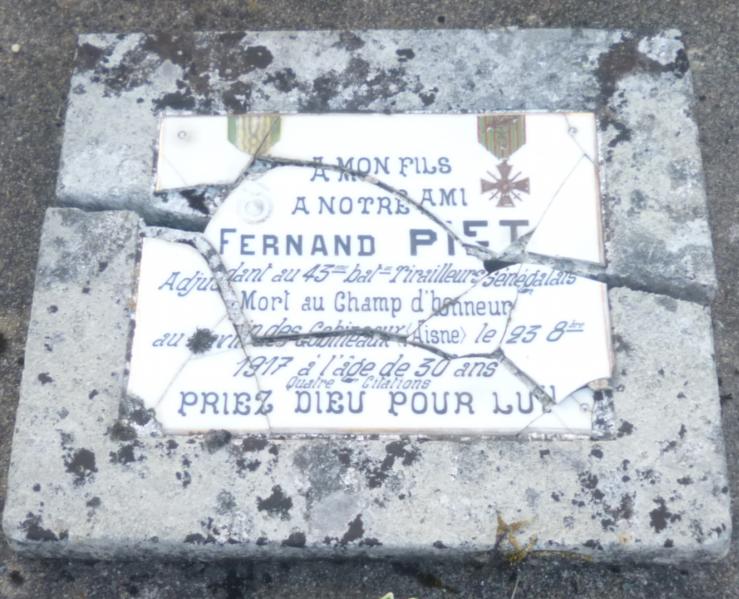 A MON FILS
A NOTRE AMI
FERNAND PIET
Adjudant au 43me bat= Tirailleurs Sénégalais
Mort au Champ d'honneur
au des Gobineaux (Aisne) le 23 8bre
1917 à l'âge de 30 ans
Quatre Citations
PRIEZ DIEU POUR LUI